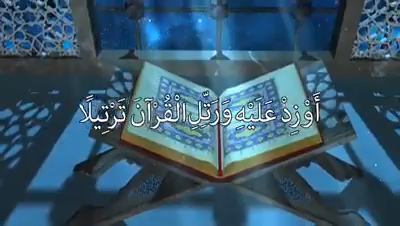 أَوْ زِدْ عَلَيْهِ وَرَتِّلِ الْقُرْآنَ تَرْتِيلًا